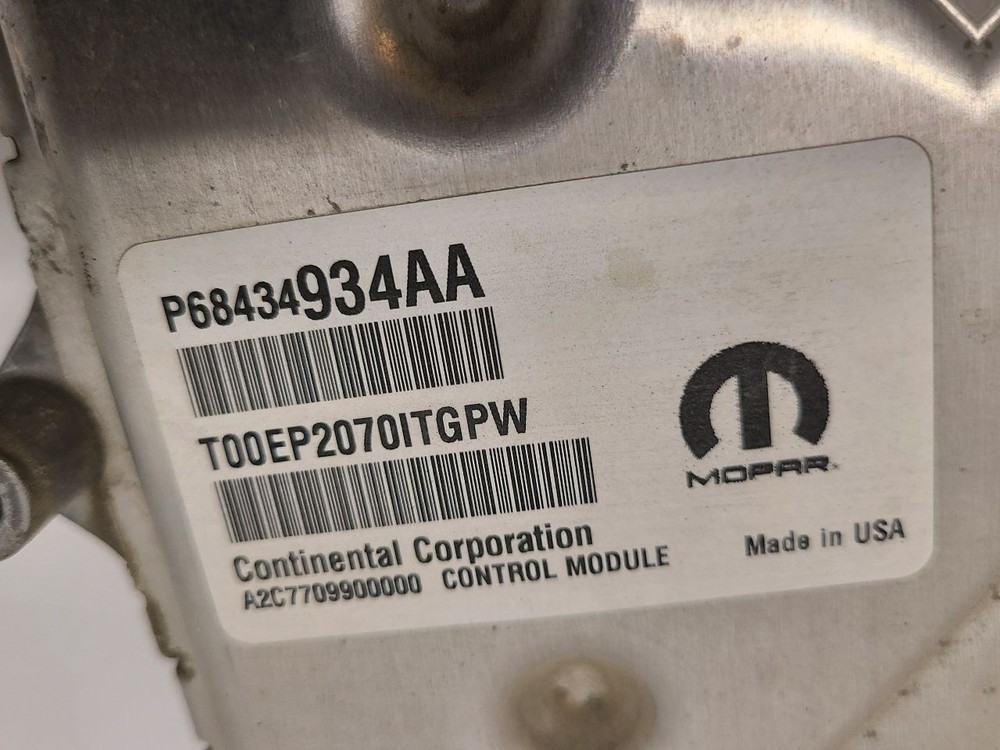 P68434934AA
T00EP2070ITGPW
MOPAR
Continental Corporation
A2C7709900000 CONTROL MODULE
Made in USA